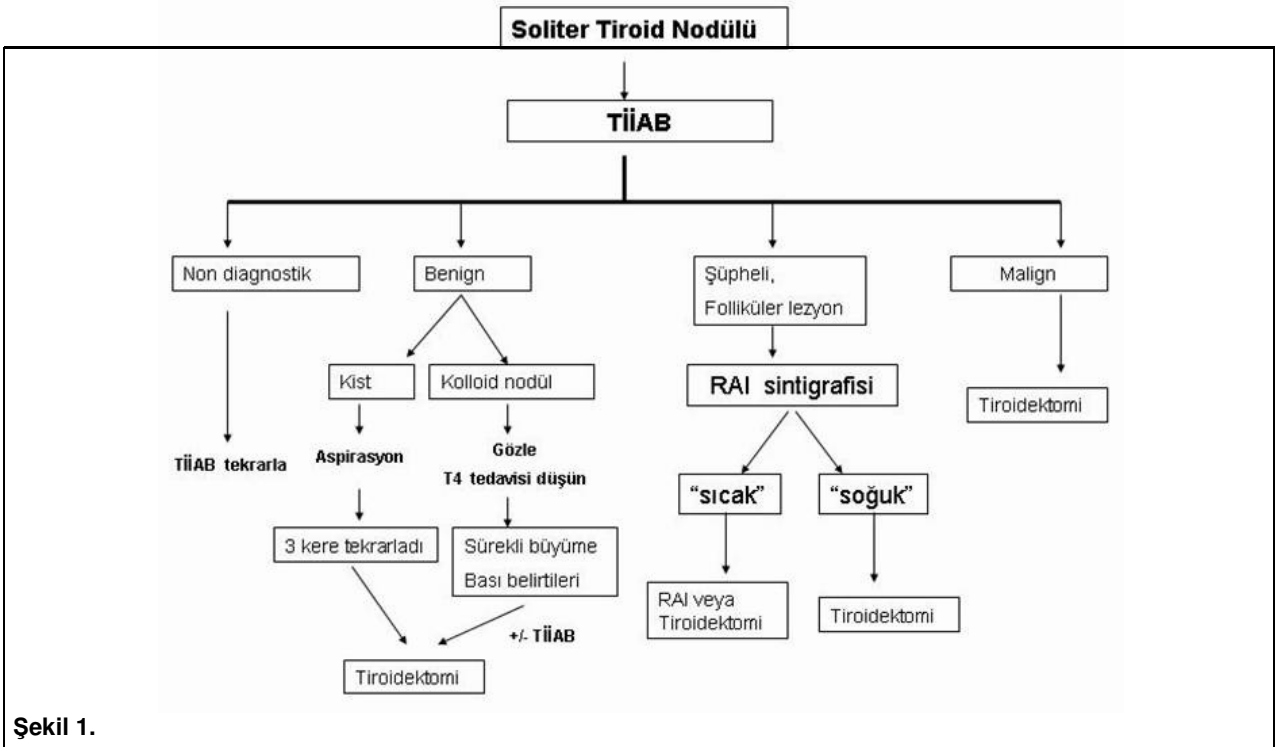 Soliter Tiroid Nodülü
TİİAB
Non diagnostik
Benign
Şüpheli,
Folliküler lezyon
Malign
Kist
Kolloid nodül
RAI sintigrafisi
Tiroidektomi
TİİAB tekrarla
Aspirasyon
Gözle
T4 tedavisi düşün
"sıcak"
"soğuk"
3 kere tekrarladı
Sürekli büyüme
Bası belirtileri
RAI veya
Tiroidektomi
Tiroidektomi
+/- TİİAB
Tiroidektomi
Şekil 1.